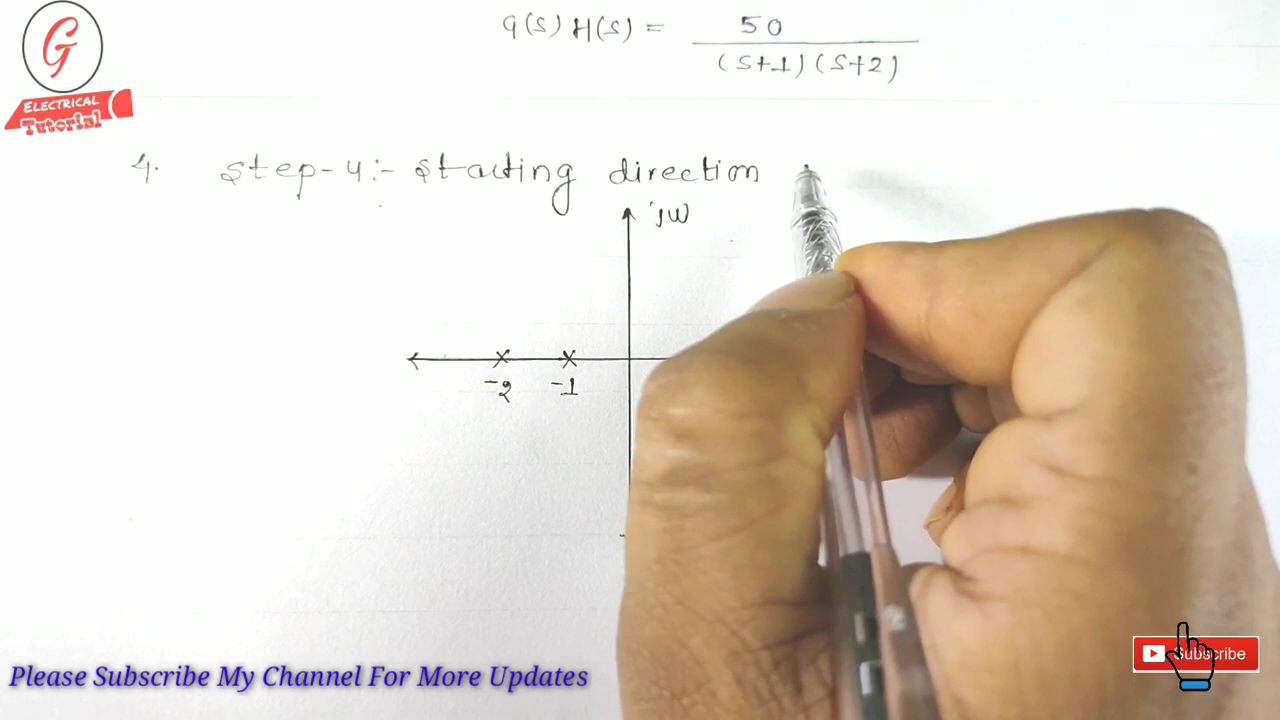 G(S) H(S) = 50
(S+1)(S+2)
G
ELECTRICAL
Tutorial
4. Step-4:- Starting direction
jw
-2 -1
Subscribe
Please Subscribe My Channel For More Updates